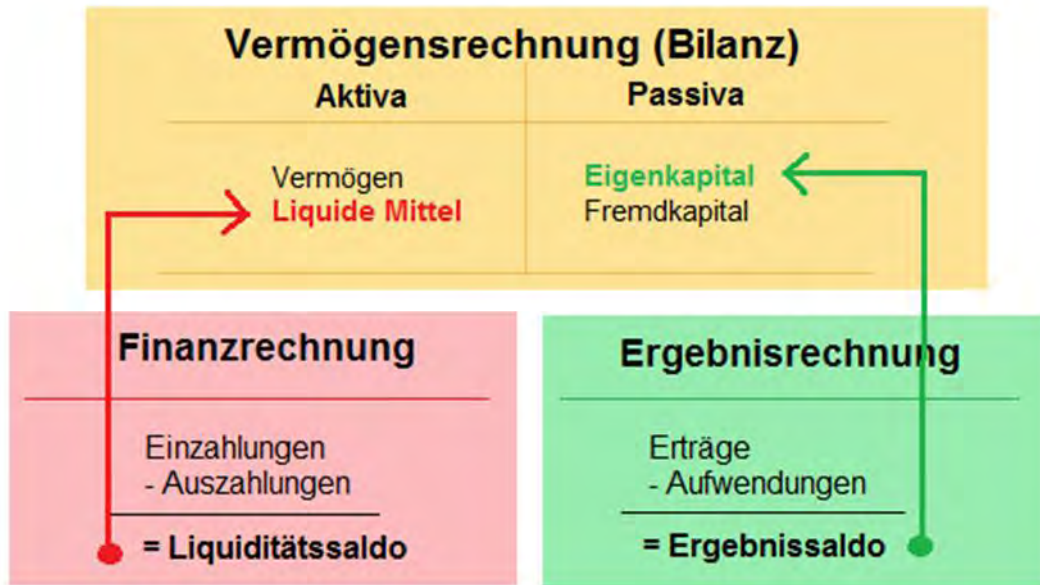 Vermögensrechnung (Bilanz)
Aktiva Passiva
Vermögen
Liquide Mittel
Eigenkapital
Fremdkapital
Finanzrechnung
Einzahlungen
- Auszahlungen
= Liquiditätssaldo
Ergebnisrechnung
Erträge
- Aufwendungen
= Ergebnissaldo